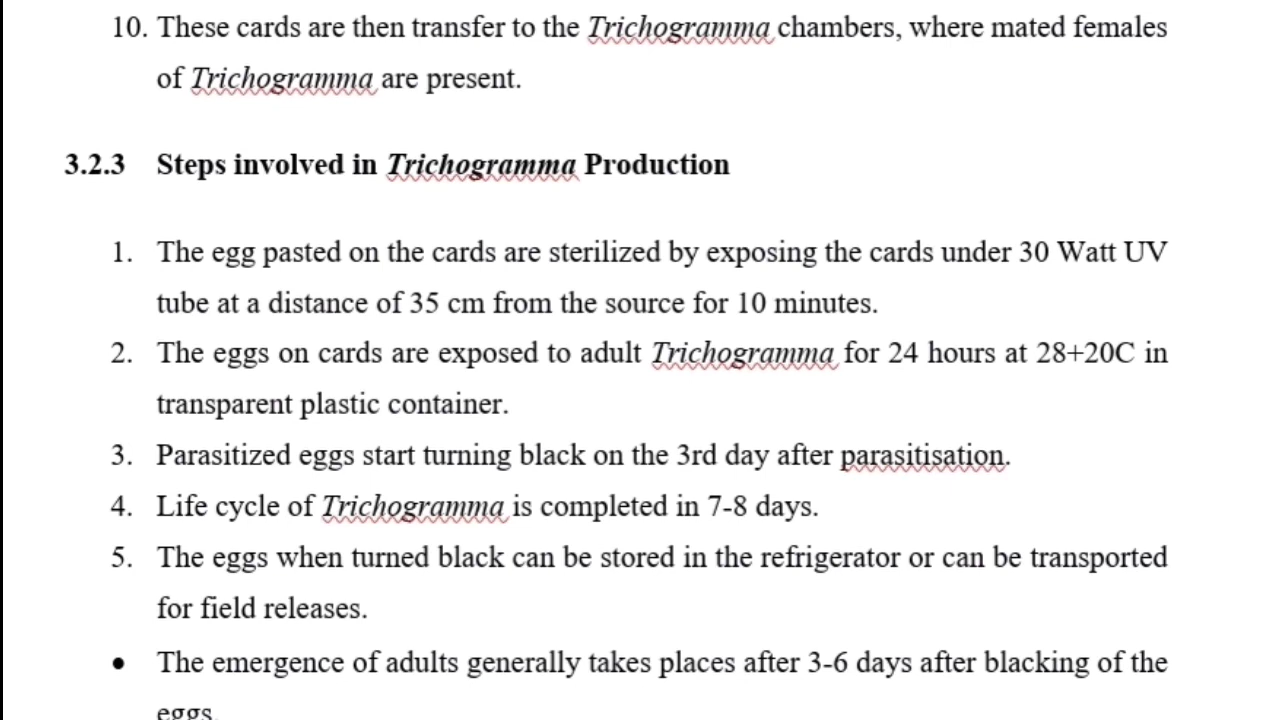 10. These cards are then transfer to the Trichogramma chambers, where mated females
of Trichogramma are present.
3.2.3 Steps involved in Trichogramma Production
1. The egg pasted on the cards are sterilized by exposing the cards under 30 Watt UV
tube at a distance of 35 cm from the source for 10 minutes.
2. The eggs on cards are exposed to adult Trichogramma for 24 hours at 28+20C in
transparent plastic container.
3. Parasitized eggs start turning black on the 3rd day after parasitisation.
4. Life cycle of Trichogramma is completed in 7-8 days.
5. The eggs when turned black can be stored in the refrigerator or can be transported
for field releases.
• The emergence of adults generally takes places after 3-6 days after blacking of the
eggs.